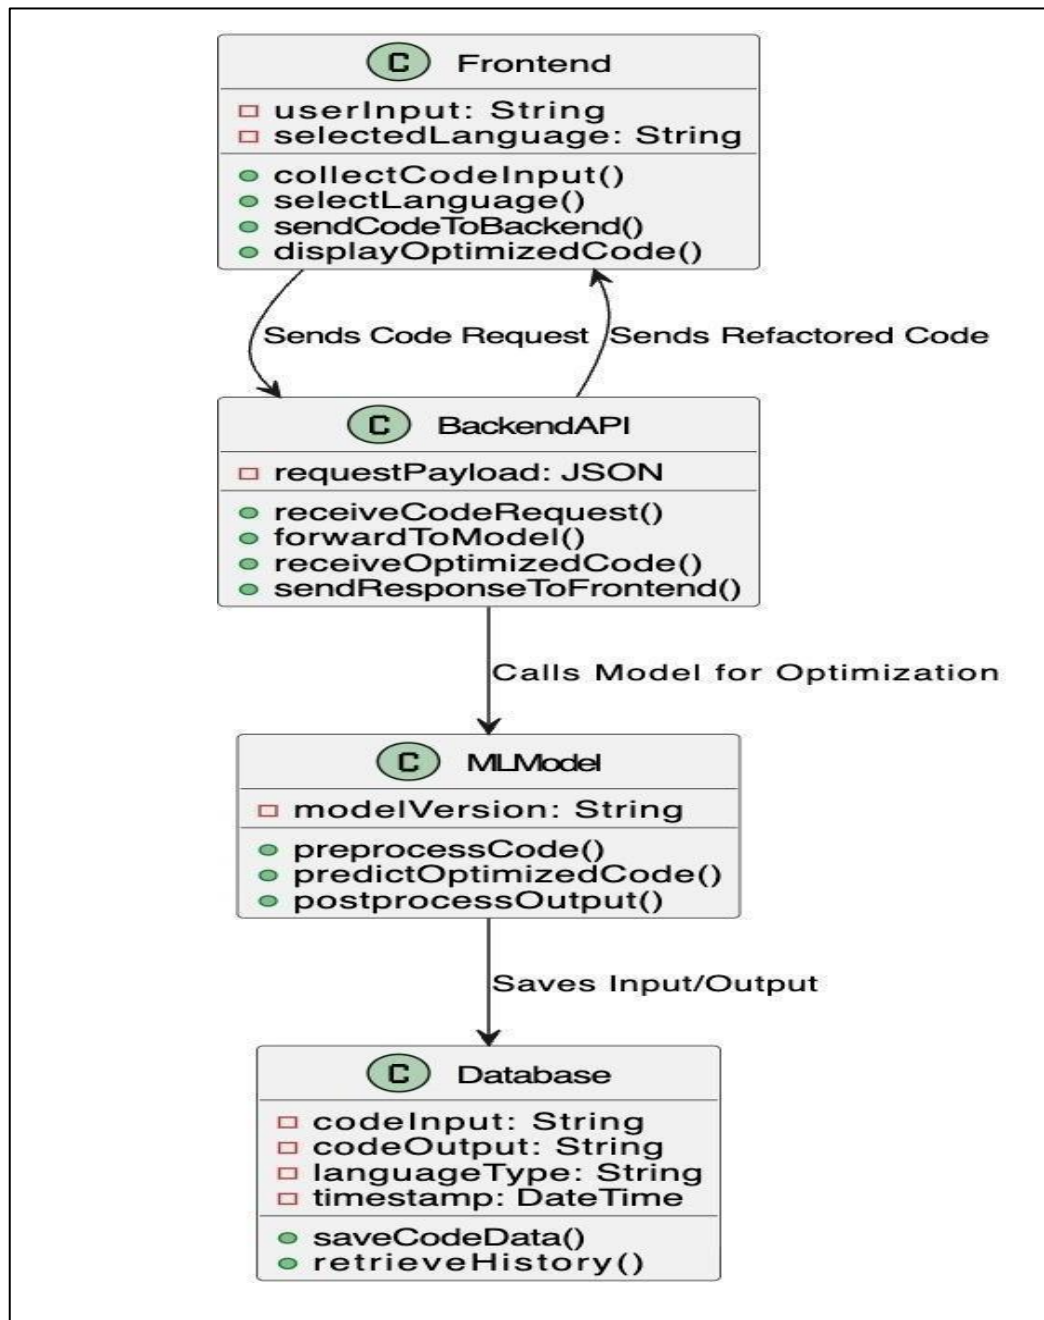 C Frontend
userInput: String
selectedLanguage: String
collectCodeInput()
selectLanguage()
sendCodeToBackend()
displayOptimizedCode()
Sends Code Request Sends Refactored Code
C BackendAPI
requestPayload: JSON
receiveCodeRequest()
forwardToModel()
receiveOptimizedCode()
sendResponseToFrontend()
Calls Model for Optimization
C MLModel
modelVersion: String
preprocessCode()
predictOptimizedCode()
postprocessOutput()
Saves Input/Output
C Database
codeInput: String
codeOutput: String
languageType: String
timestamp: DateTime
saveCodeData()
retrieveHistory()